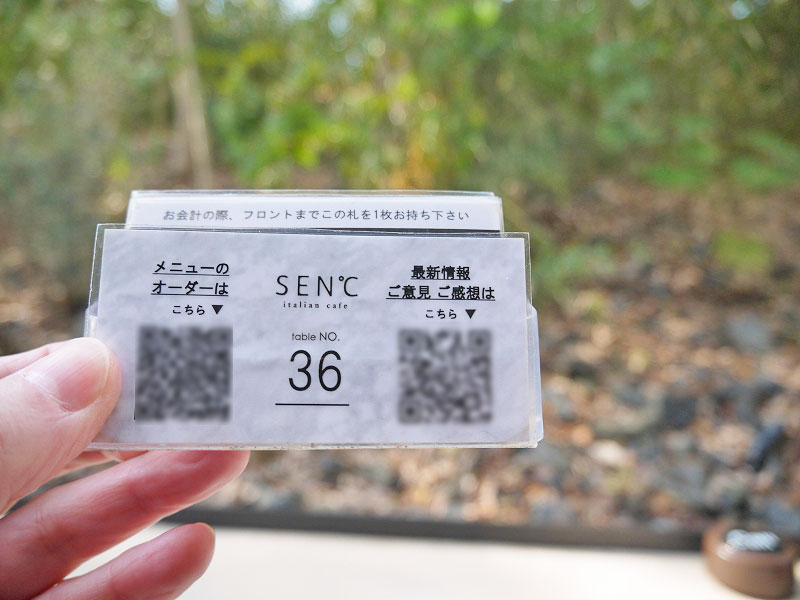 お会計の際、フロントまでこの札を1枚お持ち下さい
メニューの
オーダーは
こちら ▼
SEN℃
italian cafe
table NO.
36
最新情報
ご意見 ご感想は
こちら ▼